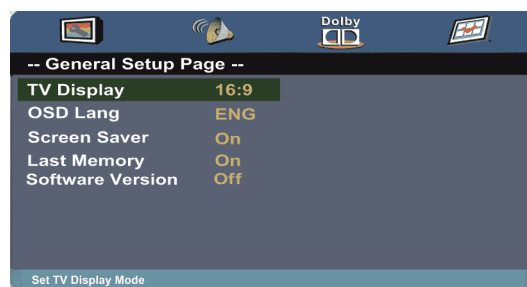 Dolby
-- General Setup Page --
TV Display 16:9
OSD Lang ENG
Screen Saver On
Last Memory On
Software Version Off
Set TV Display Mode